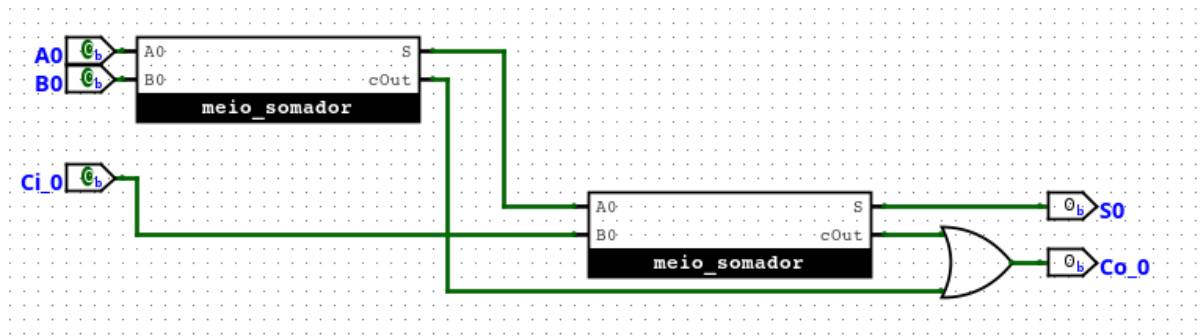 A0 0b A0 S
B0 0b B0 cOut
meio_somador
Ci_0 0b
A0 S 0b S0
B0 cOut
meio_somador
0b Co_0